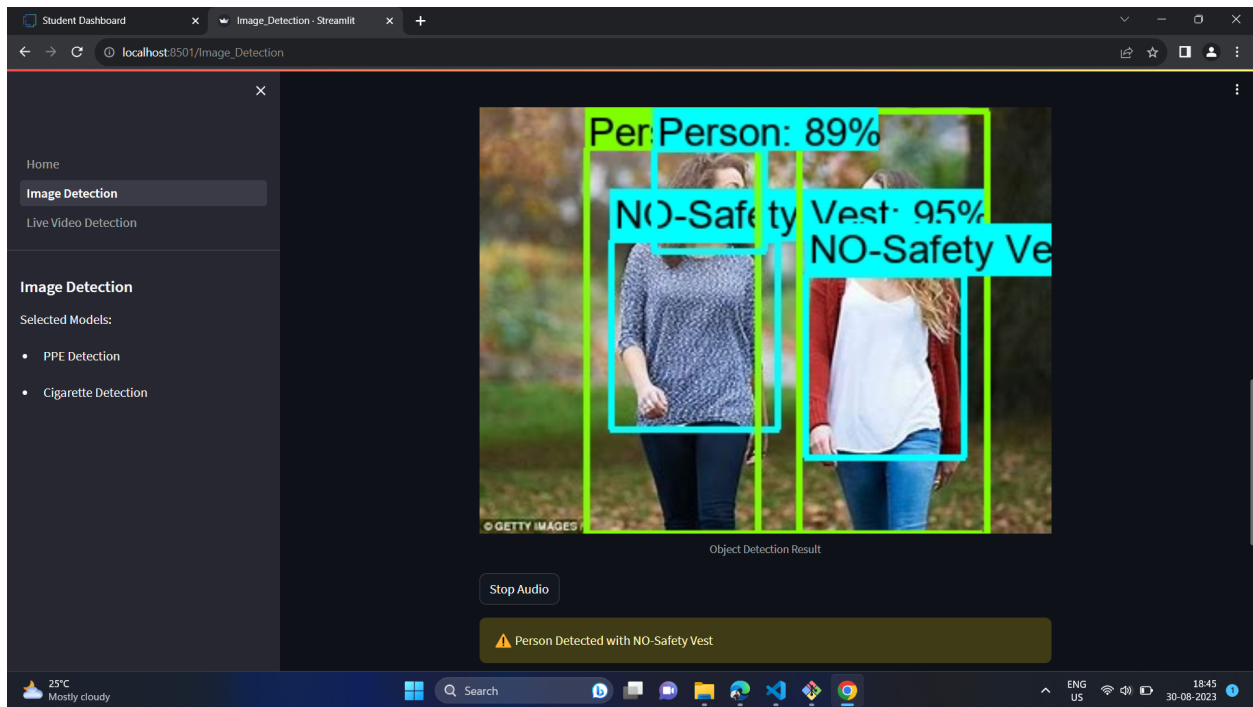 Student Dashboard
Image_Detection · Streamlit
localhost:8501/Image_Detection
Home
Image Detection
Live Video Detection
Image Detection
Selected Models:
PPE Detection
Cigarette Detection
Per
Person: 89%
NO-Safety Vest: 95%
NO-Safety Ve
© GETTY IMAGES
Object Detection Result
Stop Audio
Person Detected with NO-Safety Vest
25°C
Mostly cloudy
Search
ENG
US
18:45
30-08-2023
1